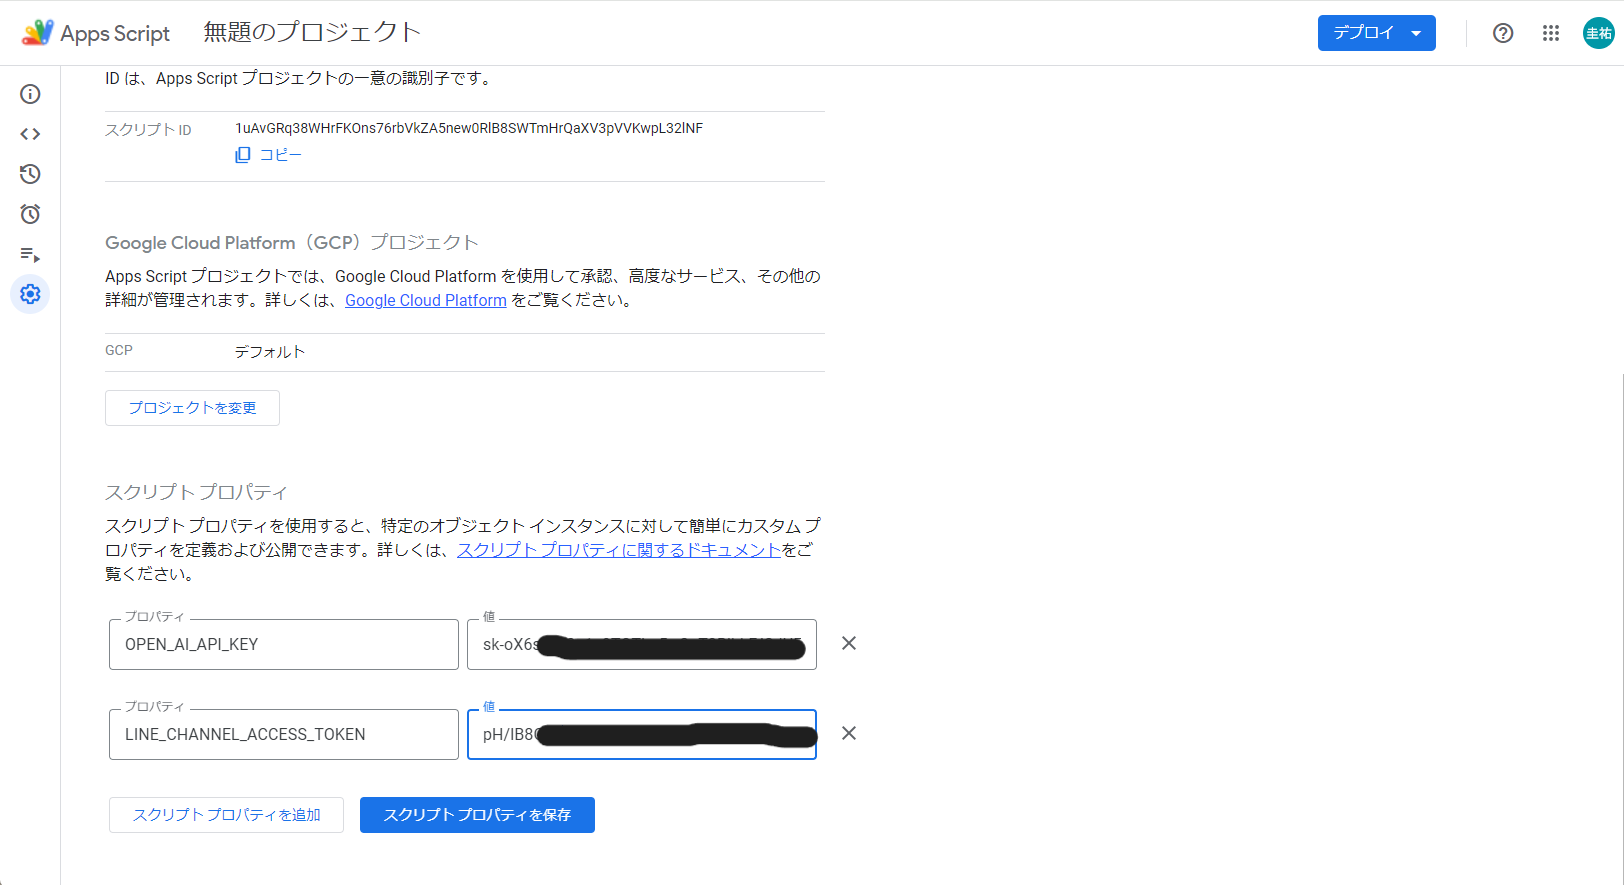 Apps Script 無題のプロジェクト
デプロイ
圭祐
ID は、Apps Script プロジェクトの一意の識別子です。
スクリプト ID
1uAvGRq38WHrFKOns76rbVkZA5new0RlB8SWTmHrQaXV3pVVKwpL32lNF
コピー
Google Cloud Platform（GCP）プロジェクト
Apps Script プロジェクトでは、Google Cloud Platform を使用して承認、高度なサービス、その他の
詳細が管理されます。詳しくは、Google Cloud Platform をご覧ください。
GCP
デフォルト
プロジェクトを変更
スクリプト プロパティ
スクリプト プロパティを使用すると、特定のオブジェクト インスタンスに対して簡単にカスタム プ
ロパティを定義および公開できます。詳しくは、スクリプト プロパティに関するドキュメントをご
覧ください。
プロパティ
OPEN_AI_API_KEY
値
sk-oX6s
プロパティ
LINE_CHANNEL_ACCESS_TOKEN
値
pH/IB8
スクリプト プロパティを追加
スクリプト プロパティを保存